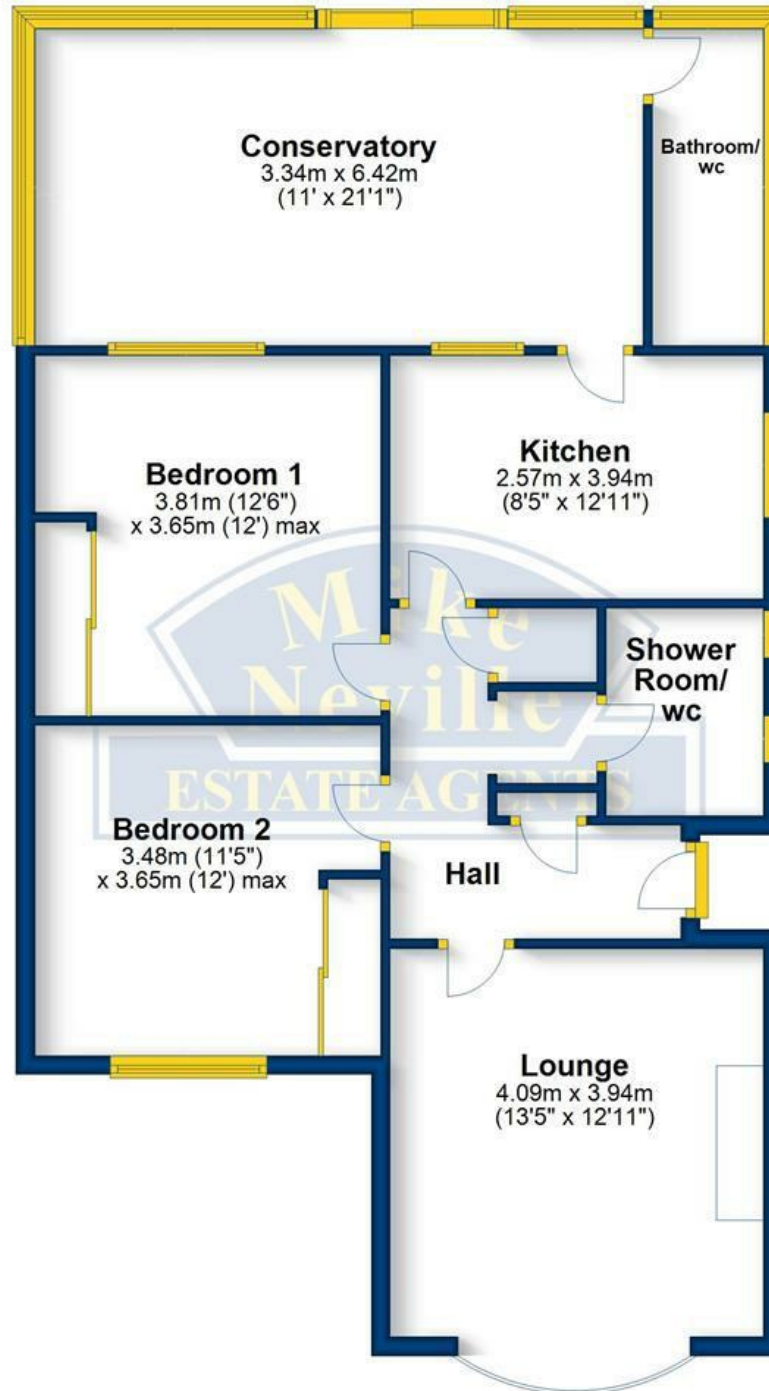 Conservatory
3.34m x 6.42m
(11' x 21'1")
Bathroom/
wc
Bedroom 1
3.81m (12'6")
x 3.65m (12') max
Kitchen
2.57m x 3.94m
(8'5" x 12'11")
Mike
Neville
ESTATE AGENTS
Shower
Room/
wc
Bedroom 2
3.48m (11'5")
x 3.65m (12') max
Hall
Lounge
4.09m x 3.94m
(13'5" x 12'11")